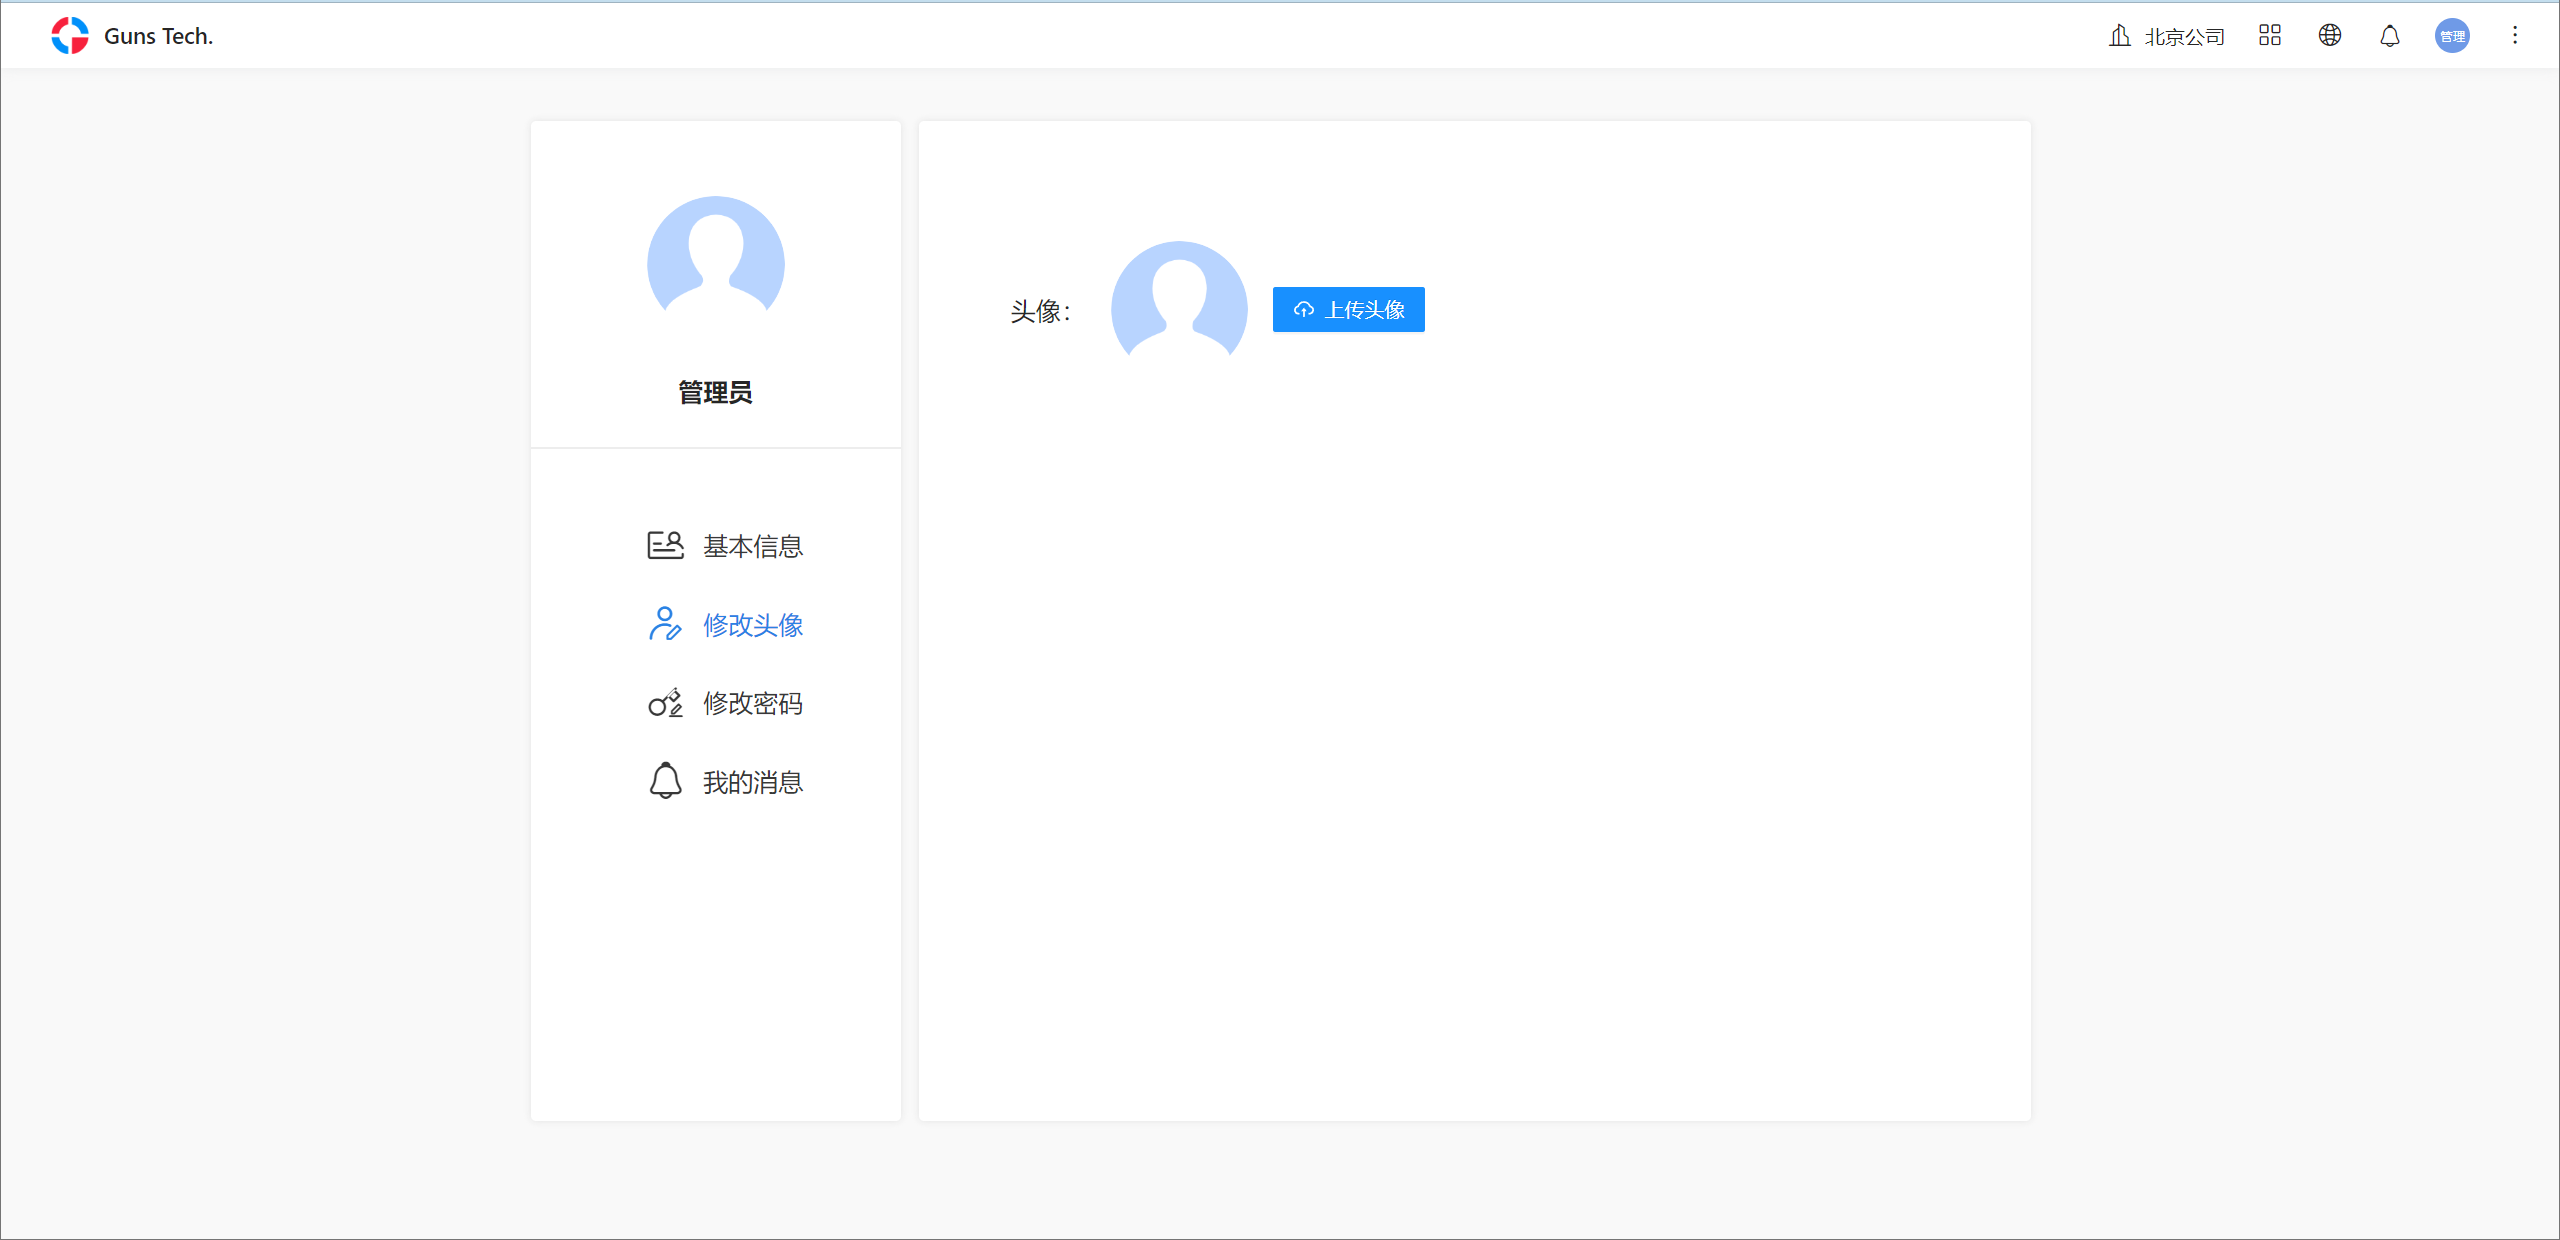 Guns Tech.
北京公司
管理
管理员
基本信息
修改头像
修改密码
我的消息
头像：
上传头像